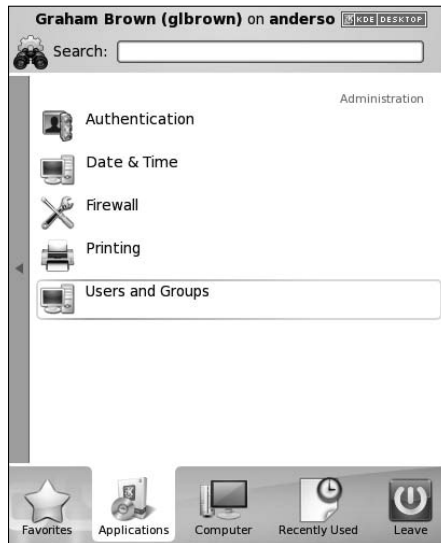 Graham Brown (glbrown) on anderso KDE DESKTOP
Search:
Administration
Authentication
Date & Time
Firewall
Printing
Users and Groups
Favorites Applications Computer Recently Used Leave